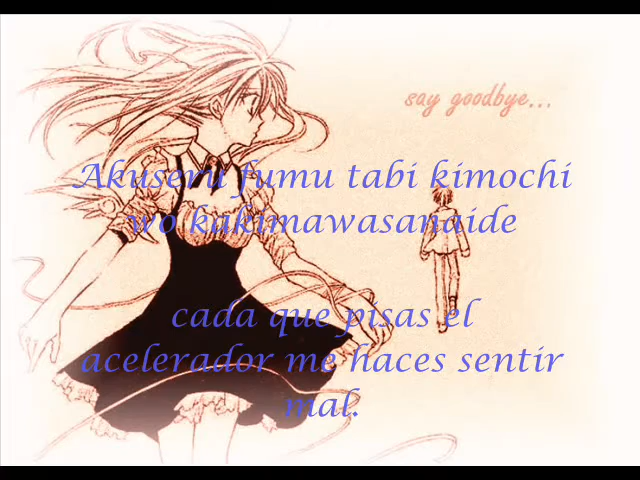 say goodbye...
Akuseru fumu tabi kimochi
wo kakimawasanaide
cada que pisas el
acelerador me haces sentir
mal.